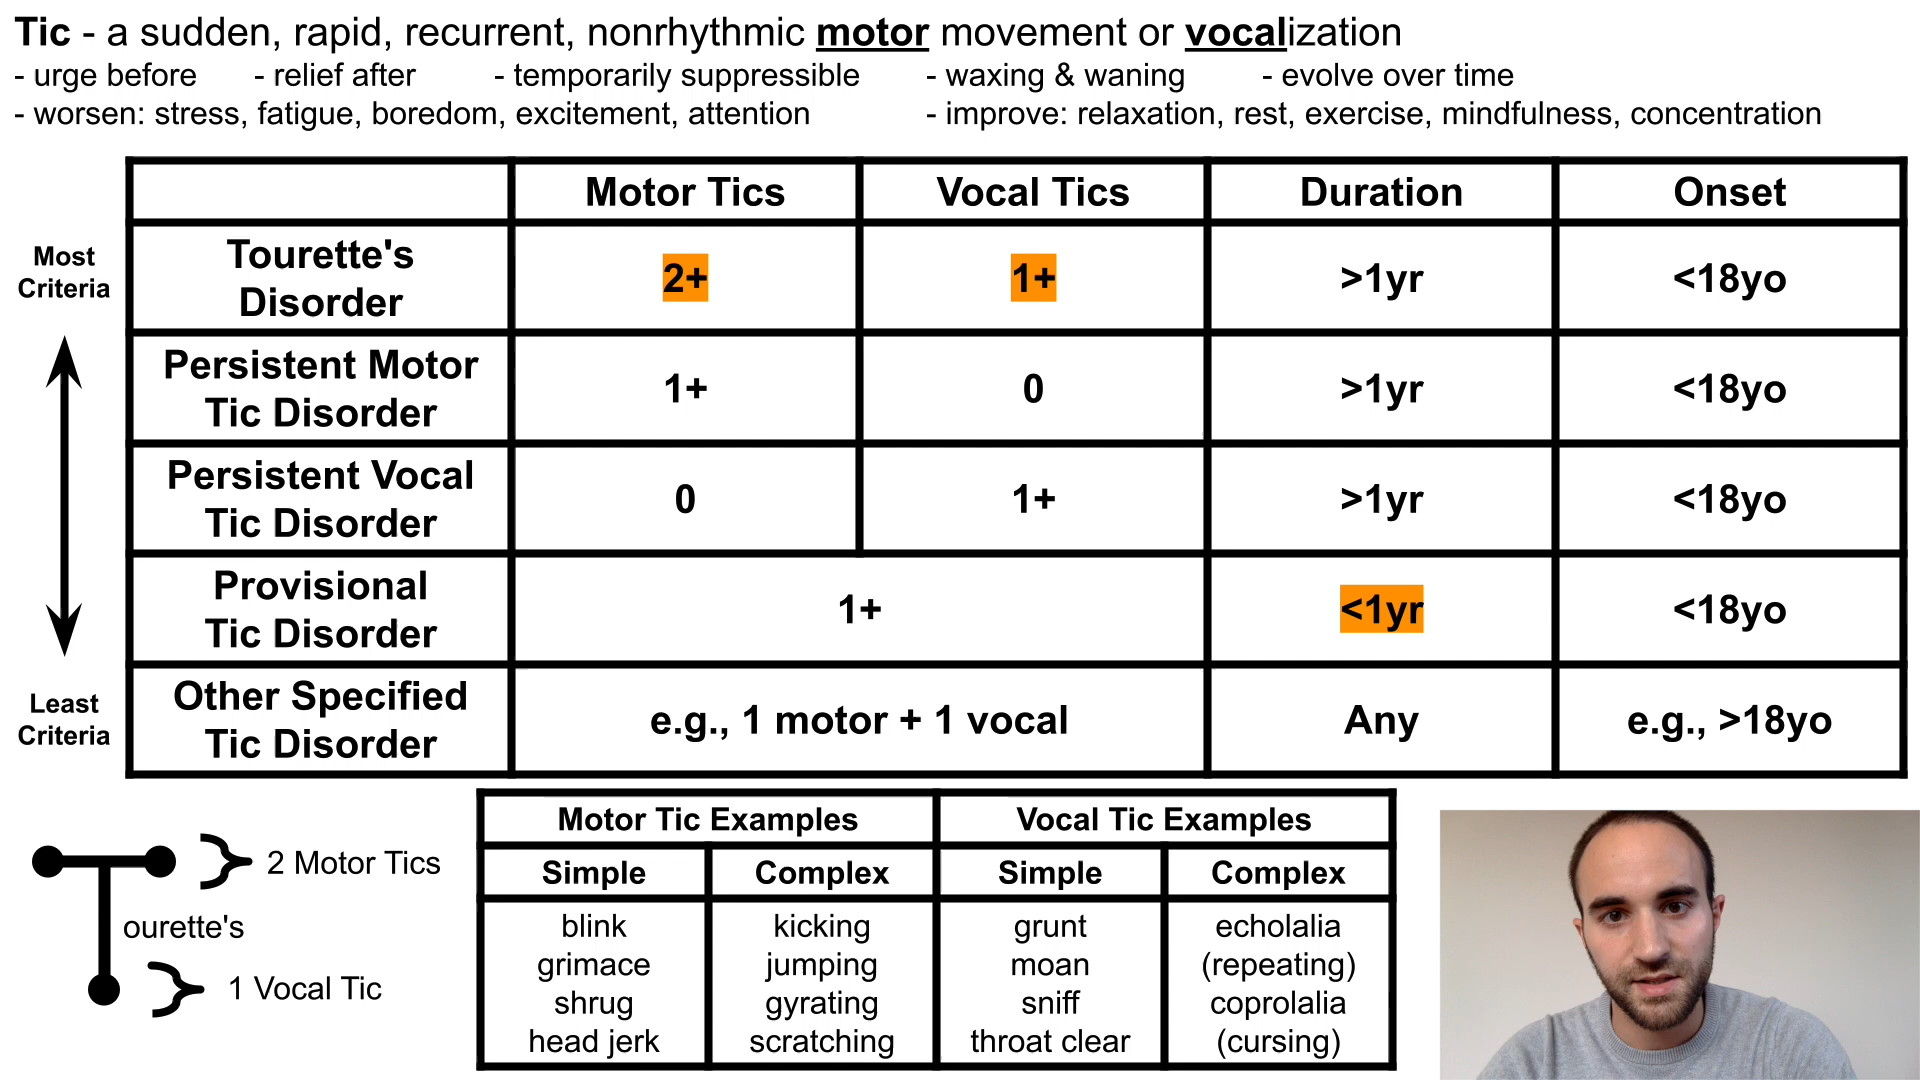 Tic - a sudden, rapid, recurrent, nonrhythmic motor movement or vocalization
- urge before - relief after - temporarily suppressible - waxing & waning - evolve over time
- worsen: stress, fatigue, boredom, excitement, attention - improve: relaxation, rest, exercise, mindfulness, concentration
Motor Tics Vocal Tics Duration Onset
Most
Criteria
Tourette's
Disorder
2+ 1+ >1yr <18yo
Persistent Motor
Tic Disorder
1+ 0 >1yr <18yo
Persistent Vocal
Tic Disorder
0 1+ >1yr <18yo
Provisional
Tic Disorder
1+ <1yr <18yo
Least
Criteria
Other Specified
Tic Disorder
e.g., 1 motor + 1 vocal Any e.g., >18yo
2 Motor Tics
ourette's
1 Vocal Tic
Motor Tic Examples Vocal Tic Examples
Simple Complex Simple Complex
blink kicking grunt echolalia
grimace jumping moan (repeating)
shrug gyrating sniff coprolalia
head jerk scratching throat clear (cursing)